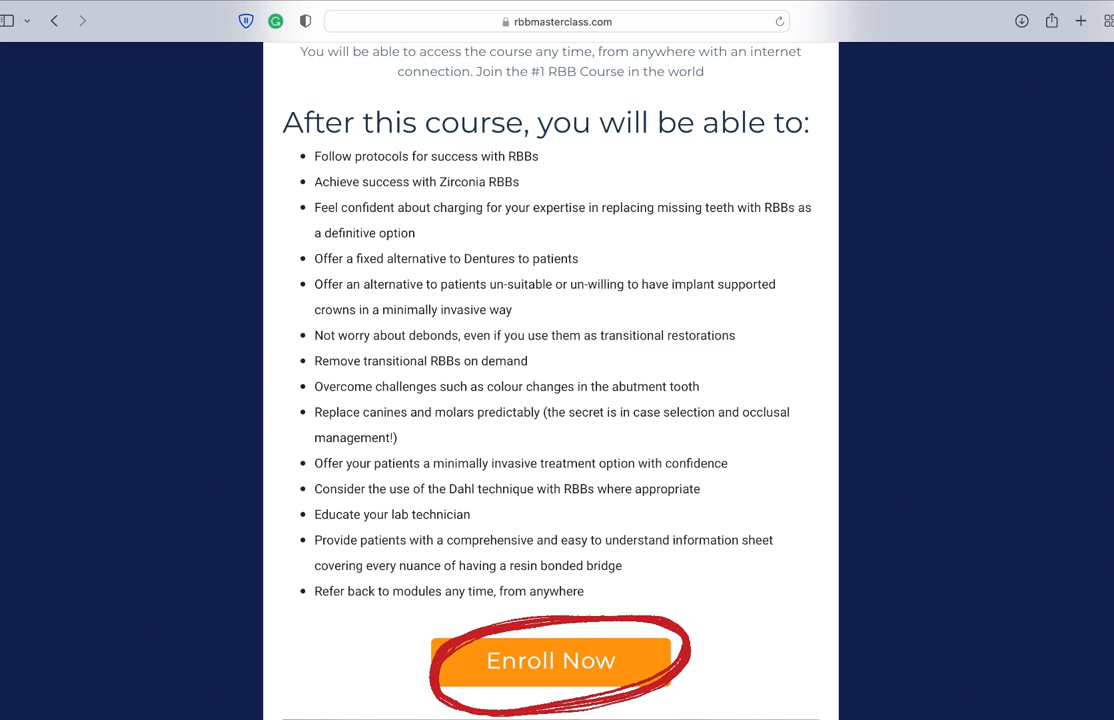 rbbmasterclass.com
You will be able to access the course any time, from anywhere with an internet
connection. Join the #1 RBB Course in the world
After this course, you will be able to:
Follow protocols for success with RBBs
Achieve success with Zirconia RBBs
Feel confident about charging for your expertise in replacing missing teeth with RBBs as
a definitive option
Offer a fixed alternative to Dentures to patients
Offer an alternative to patients un-suitable or un-willing to have implant supported
crowns in a minimally invasive way
Not worry about debonds, even if you use them as transitional restorations
Remove transitional RBBs on demand
Overcome challenges such as colour changes in the abutment tooth
Replace canines and molars predictably (the secret is in case selection and occlusal
management!)
Offer your patients a minimally invasive treatment option with confidence
Consider the use of the Dahl technique with RBBs where appropriate
Educate your lab technician
Provide patients with a comprehensive and easy to understand information sheet
covering every nuance of having a resin bonded bridge
Refer back to modules any time, from anywhere
Enroll Now